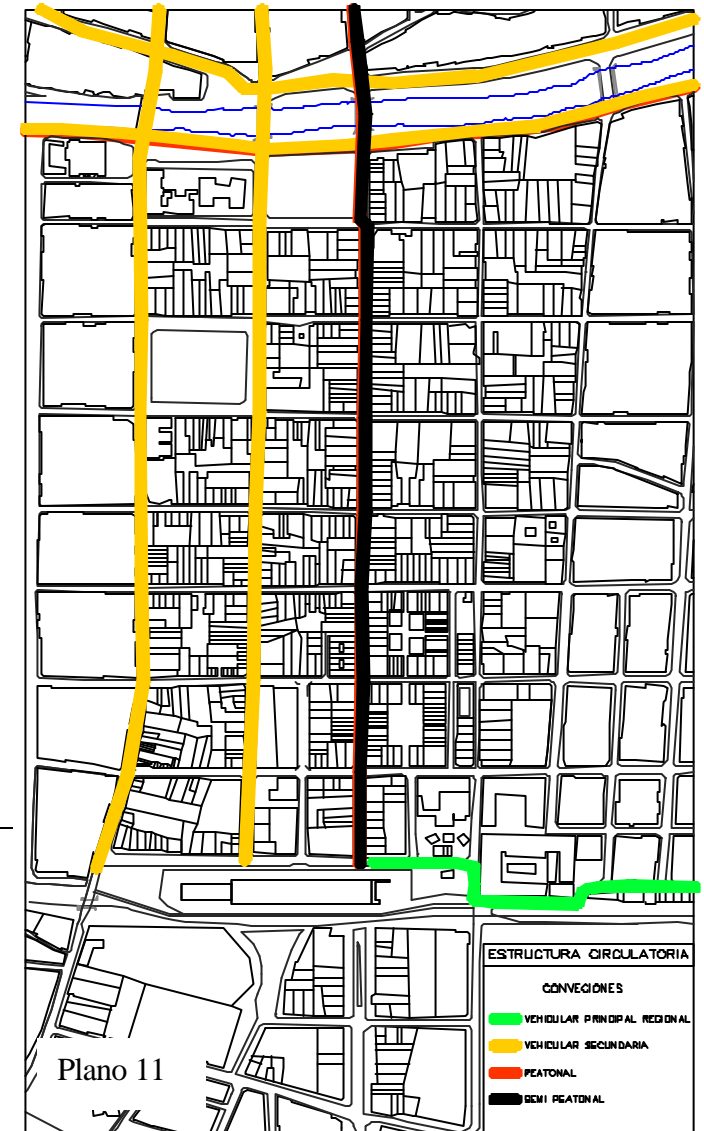 ESTRUCTURA CIRCULATORIA
CONVECIONES
VEHICULAR PRINCIPAL REGIONAL
VEHICULAR SECUNDARIA
PEATONAL
SEMI PEATONAL
Plano 11